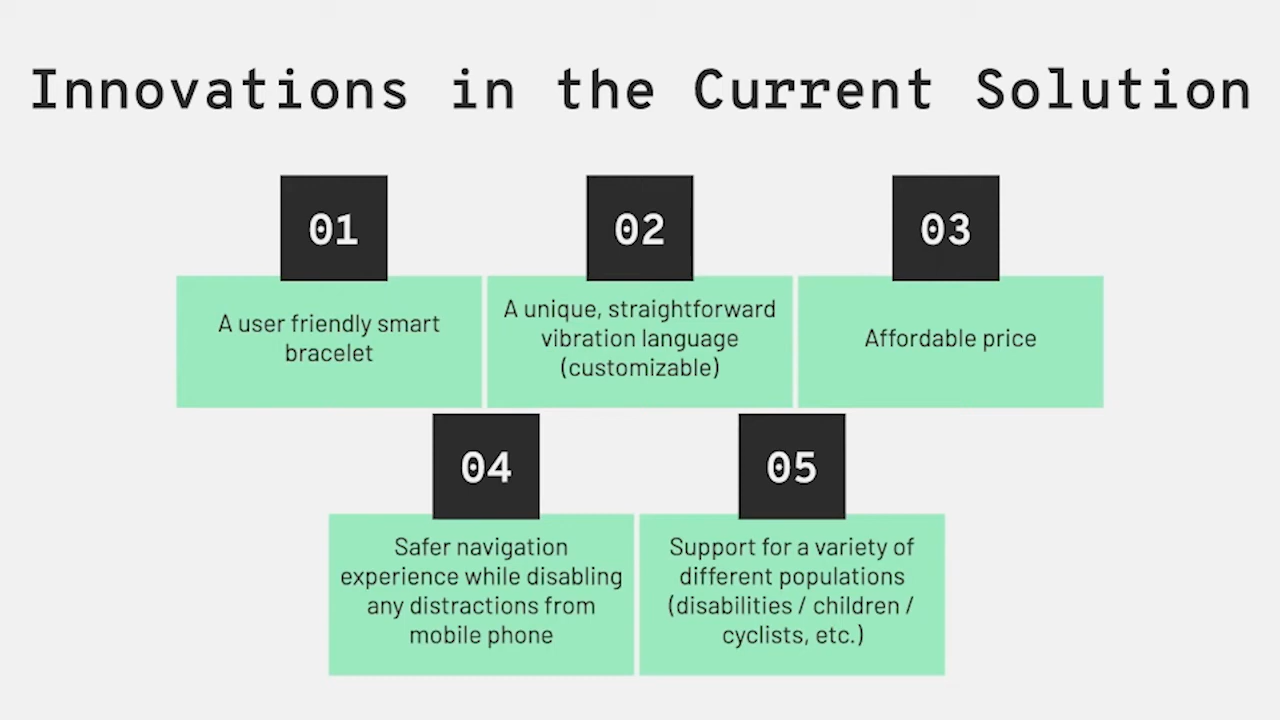 Innovations in the Current Solution
01
A user friendly smart
bracelet
02
A unique, straightforward
vibration language
(customizable)
03
Affordable price
04
Safer navigation
experience while disabling
any distractions from
mobile phone
05
Support for a variety of
different populations
(disabilities / children /
cyclists, etc.)